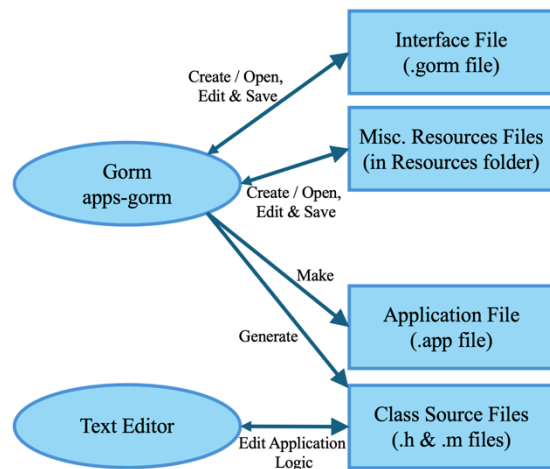 Interface File
(.gorm file)
Create / Open,
Edit & Save
Misc. Resources Files
(in Resources folder)
Gorm
apps-gorm
Create / Open,
Edit & Save
Make
Application File
(.app file)
Generate
Class Source Files
(.h & .m files)
Text Editor
Edit Application
Logic